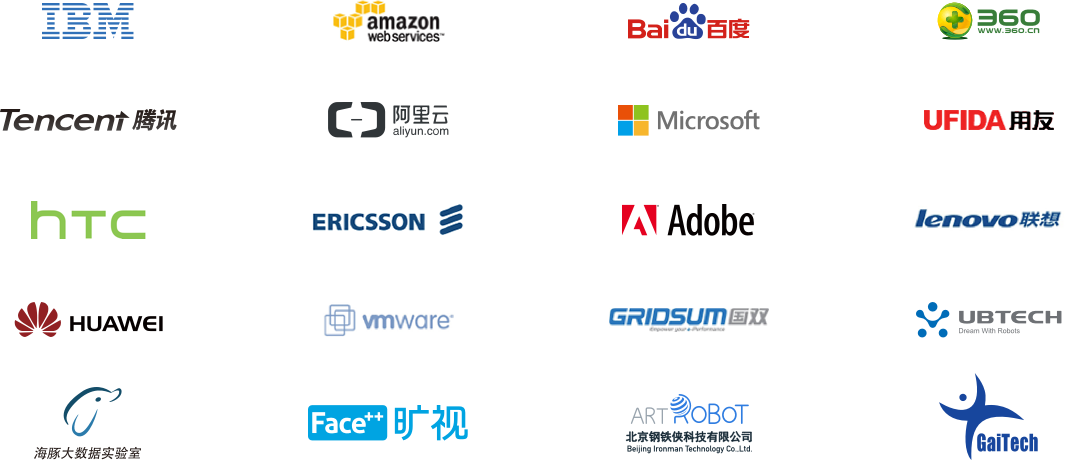 IBM
amazon
webservices™
Bai du 百度
360
www.360.cn
Tencent 腾讯
阿里云
aliyun.com
Microsoft
UFIDA 用友
hTC
ERICSSON
Adobe
lenovo 联想
HUAWEI
vmware®
GRIDSUM 国双
Empower your e-Performance
UBTECH
Dream With Robots
海豚大数据实验室
Face++ 旷视
ART ROBOT
北京钢铁侠科技有限公司
Beijing Ironman Technology Co.,Ltd.
GaiTech